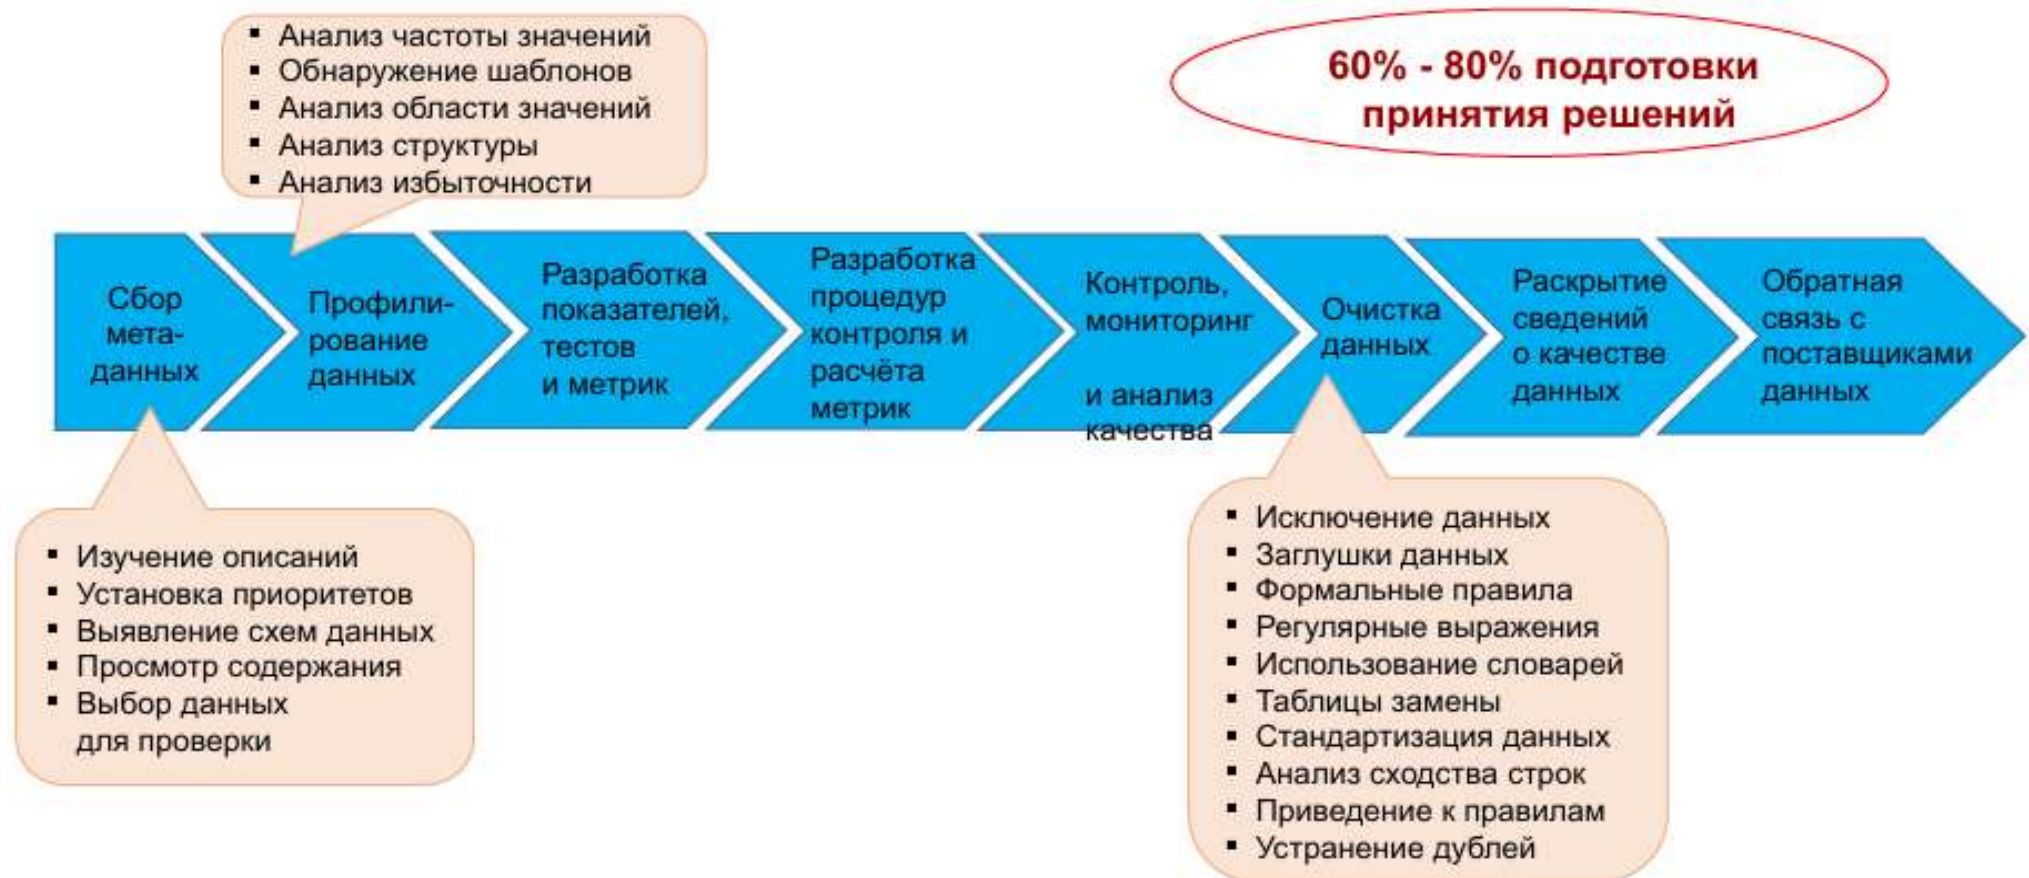 ▪ Анализ частоты значений
▪ Обнаружение шаблонов
▪ Анализ области значений
▪ Анализ структуры
▪ Анализ избыточности
60% - 80% подготовки
принятия решений
Сбор
мета-
данных
Профили-
рование
данных
Разработка
показателей,
тестов
и метрик
Разработка
процедур
контроля и
расчёта
метрик
Контроль,
мониторинг
и анализ
качества
Очистка
данных
Раскрытие
сведений
о качестве
данных
Обратная
связь с
поставщиками
данных
▪ Изучение описаний
▪ Установка приоритетов
▪ Выявление схем данных
▪ Просмотр содержания
▪ Выбор данных
для проверки
▪ Исключение данных
▪ Заглушки данных
▪ Формальные правила
▪ Регулярные выражения
▪ Использование словарей
▪ Таблицы замены
▪ Стандартизация данных
▪ Анализ сходства строк
▪ Приведение к правилам
▪ Устранение дублей